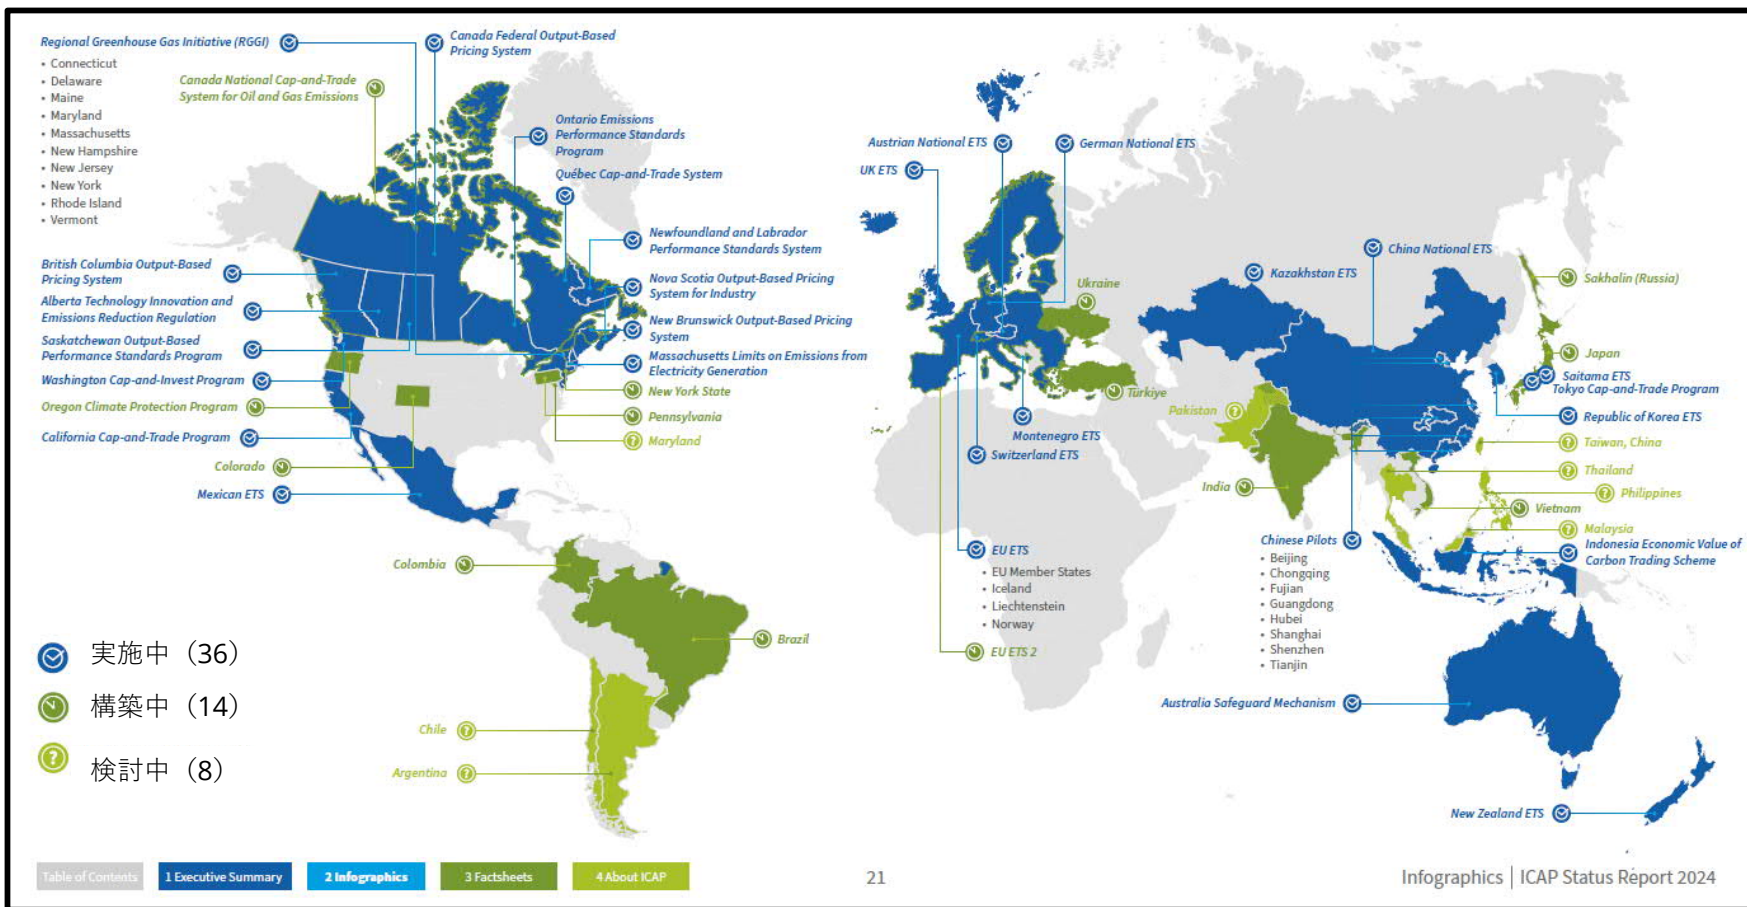 Regional Greenhouse Gas Initiative (RGGI)
• Connecticut
• Delaware
• Maine
• Maryland
• Massachusetts
• New Hampshire
• New Jersey
• New York
• Rhode Island
• Vermont
Canada National Cap-and-Trade
System for Oil and Gas Emissions
Canada Federal Output-Based
Pricing System
Ontario Emissions
Performance Standards
Program
Québec Cap-and-Trade System
Newfoundland and Labrador
Performance Standards System
Nova Scotia Output-Based Pricing
System for Industry
New Brunswick Output-Based Pricing
System
Massachusetts Limits on Emissions from
Electricity Generation
New York State
Pennsylvania
? Maryland
British Columbia Output-Based
Pricing System
Alberta Technology Innovation and
Emissions Reduction Regulation
Saskatchewan Output-Based
Performance Standards Program
Washington Cap-and-Invest Program
Oregon Climate Protection Program
California Cap-and-Trade Program
Colorado
Mexican ETS
Colombia
Brazil
Chile ?
Argentina ?
実施中（36）
構築中（14）
? 検討中（8）
Austrian National ETS
German National ETS
UK ETS
Ukraine
Türkiye
Montenegro ETS
Switzerland ETS
EU ETS
• EU Member States
• Iceland
• Liechtenstein
• Norway
EU ETS 2
Kazakhstan ETS
China National ETS
Sakhalin (Russia)
Japan
Saitama ETS
Tokyo Cap-and-Trade Program
Republic of Korea ETS
? Taiwan, China
? Thailand
? Philippines
Vietnam
? Malaysia
Indonesia Economic Value of
Carbon Trading Scheme
Pakistan ?
India
Chinese Pilots
• Beijing
• Chongqing
• Fujian
• Guangdong
• Hubei
• Shanghai
• Shenzhen
• Tianjin
Australia Safeguard Mechanism
New Zealand ETS
Table of Contents
1 Executive Summary
2 Infographics
3 Factsheets
4 About ICAP
21
Infographics | ICAP Status Report 2024